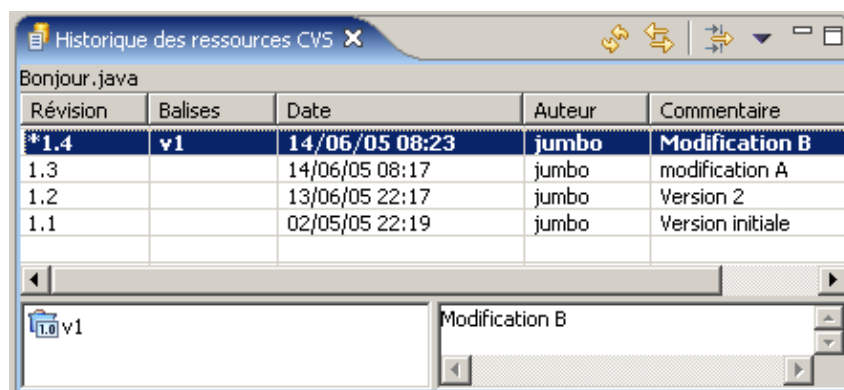 Historique des ressources CVS
Bonjour.java
Révision Balises Date Auteur Commentaire
*1.4 v1 14/06/05 08:23 jumbo Modification B
1.3 14/06/05 08:17 jumbo modification A
1.2 13/06/05 22:17 jumbo Version 2
1.1 02/05/05 22:19 jumbo Version initiale
1.0 v1 Modification B